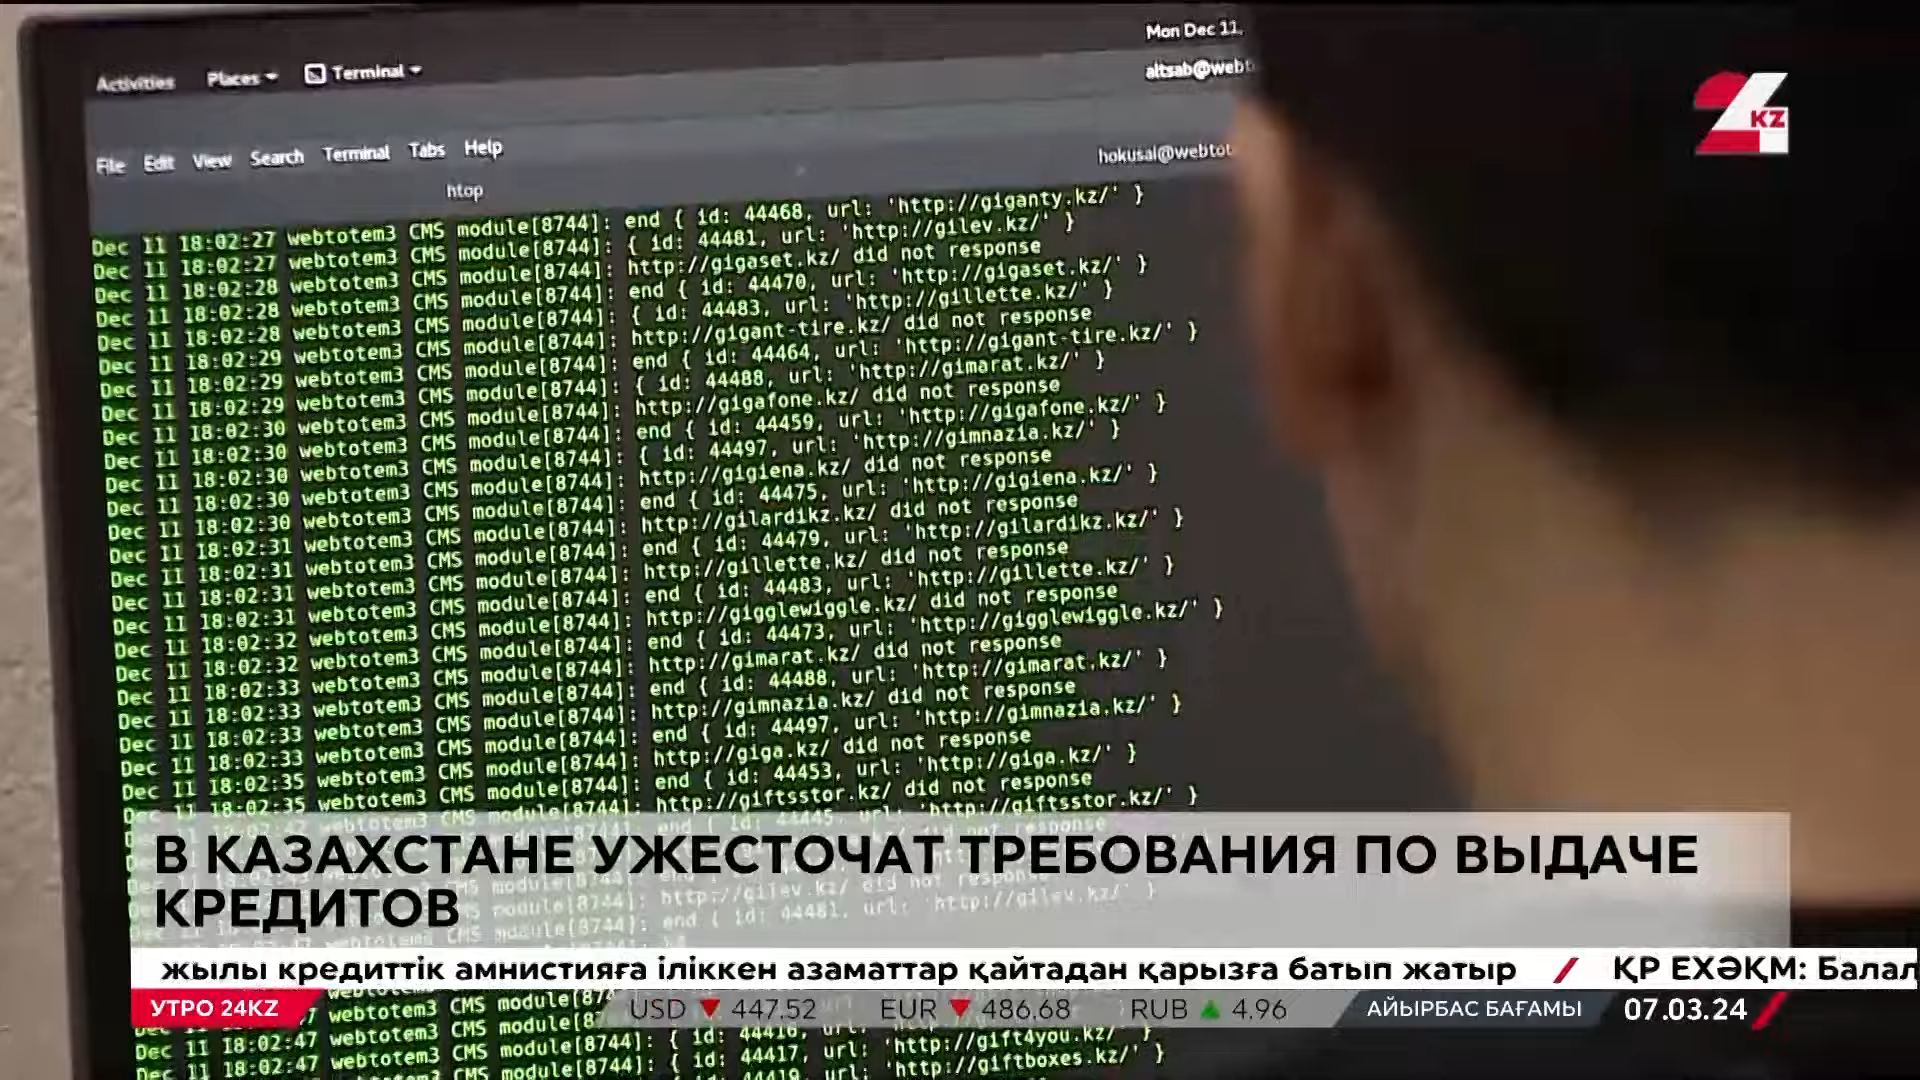 Mon Dec 11,
Activities Places Terminal
altsab@webt
24 KZ
File Edit View Search Terminal Tabs Help
hokusai@webtot
htop
Dec 11 18:02:27 webtotem3 CMS module[8744]: end { id: 44468, url: 'http://giganty.kz/' }
Dec 11 18:02:27 webtotem3 CMS module[8744]: { id: 44481, url: 'http://gilev.kz/' }
Dec 11 18:02:28 webtotem3 CMS module[8744]: http://gigaset.kz/ did not response
Dec 11 18:02:28 webtotem3 CMS module[8744]: end { id: 44470, url: 'http://gigaset.kz/' }
Dec 11 18:02:28 webtotem3 CMS module[8744]: { id: 44483, url: 'http://gillette.kz/' }
Dec 11 18:02:29 webtotem3 CMS module[8744]: http://gigant-tire.kz/ did not response
Dec 11 18:02:29 webtotem3 CMS module[8744]: end { id: 44464, url: 'http://gigant-tire.kz/' }
Dec 11 18:02:29 webtotem3 CMS module[8744]: { id: 44488, url: 'http://gimarat.kz/' }
Dec 11 18:02:30 webtotem3 CMS module[8744]: http://gigafone.kz/ did not response
Dec 11 18:02:30 webtotem3 CMS module[8744]: end { id: 44459, url: 'http://gigafone.kz/' }
Dec 11 18:02:30 webtotem3 CMS module[8744]: { id: 44497, url: 'http://gimnazia.kz/' }
Dec 11 18:02:30 webtotem3 CMS module[8744]: http://gigiena.kz/ did not response
Dec 11 18:02:31 webtotem3 CMS module[8744]: end { id: 44475, url: 'http://gigiena.kz/' }
Dec 11 18:02:31 webtotem3 CMS module[8744]: http://gilardikz.kz/ did not response
Dec 11 18:02:31 webtotem3 CMS module[8744]: end { id: 44479, url: 'http://gilardikz.kz/' }
Dec 11 18:02:31 webtotem3 CMS module[8744]: http://gillette.kz/ did not response
Dec 11 18:02:32 webtotem3 CMS module[8744]: end { id: 44483, url: 'http://gillette.kz/' }
Dec 11 18:02:32 webtotem3 CMS module[8744]: http://gigglewiggle.kz/ did not response
Dec 11 18:02:33 webtotem3 CMS module[8744]: end { id: 44473, url: 'http://gigglewiggle.kz/' }
Dec 11 18:02:33 webtotem3 CMS module[8744]: http://gimarat.kz/ did not response
Dec 11 18:02:33 webtotem3 CMS module[8744]: end { id: 44488, url: 'http://gimarat.kz/' }
Dec 11 18:02:33 webtotem3 CMS module[8744]: http://gimnazia.kz/ did not response
Dec 11 18:02:35 webtotem3 CMS module[8744]: end { id: 44497, url: 'http://gimnazia.kz/' }
Dec 11 18:02:35 webtotem3 CMS module[8744]: http://giga.kz/ did not response
end { id: 44453, url: 'http://giga.kz/' }
http://giftsstor.kz/ did not response
'http://giftsstor.kz/' }
В КАЗАХСТАНЕ УЖЕСТОЧАТ ТРЕБОВАНИЯ ПО ВЫДАЧЕ
КРЕДИТОВ
http://gilev.kz/ did not response
end { id: 44481, url: 'http://gilev.kz/' }
жылы кредиттік амнистияға іліккен азаматтар қайтадан қарызға батып жатыр / ҚР ЕХӘҚМ: Балал
УТРО 24KZ USD 447.52 EUR 486.68 RUB 4.96 АЙЫРБАС БАҒАМЫ 07.03.24
Dec 11 18:02:47 webtotem3 CMS module[8744]: { id: 44416, url: 'http://gift4you.kz/' }
Dec 11 18:02:47 webtotem3 CMS module[8744]: { id: 44417, url: 'http://giftboxes.kz/' }